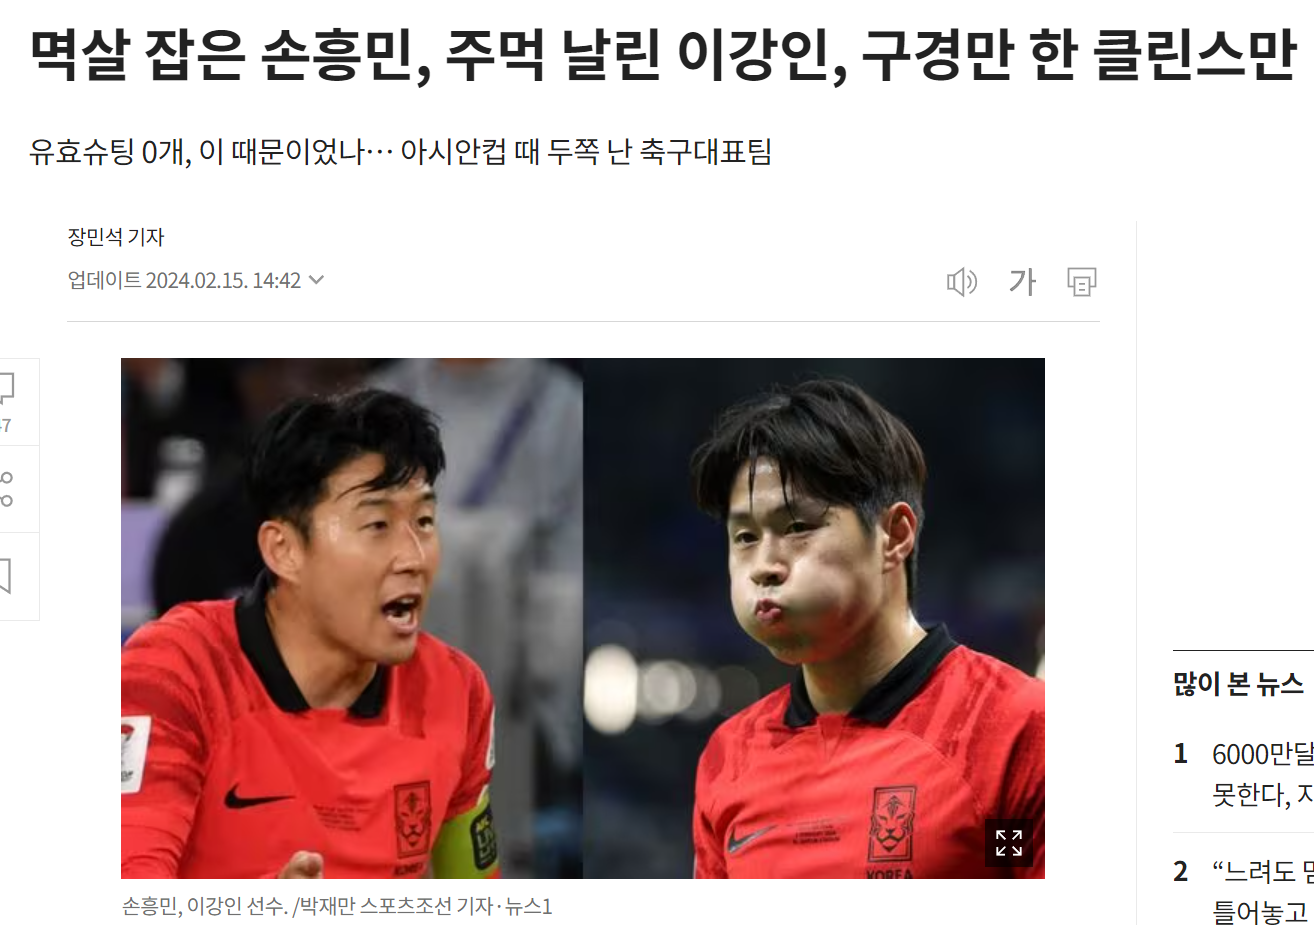 멱살 잡은 손흥민, 주먹 날린 이강인, 구경만 한 클린스만
유효슈팅 0개, 이 때문이었나… 아시안컵 때 두쪽 난 축구대표팀
장민석 기자
업데이트 2024.02.15. 14:42
가
손흥민, 이강인 선수. /박재만 스포츠조선 기자·뉴스1
많이 본 뉴스
1 6000만달
못한다, 지
2 “느려도 맘
틀어놓고
KOREA